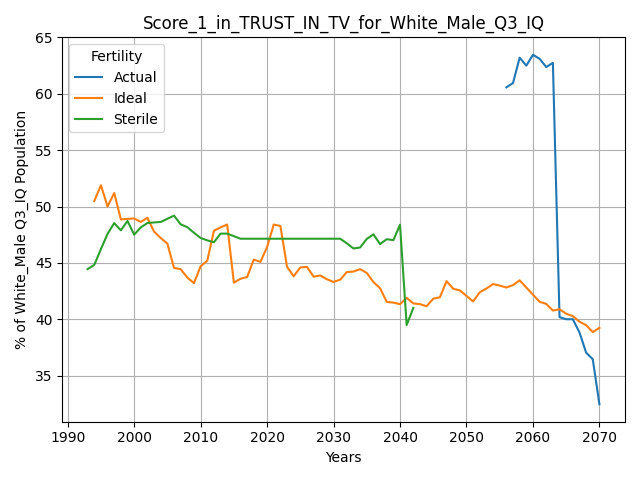 Score_1_in_TRUST_IN_TV_for_White_Male_Q3_IQ
Fertility
Actual
Ideal
Sterile
% of White_Male Q3_IQ Population
65
60
55
50
45
40
35
1990
2000
2010
2020
2030
2040
2050
2060
2070
Years